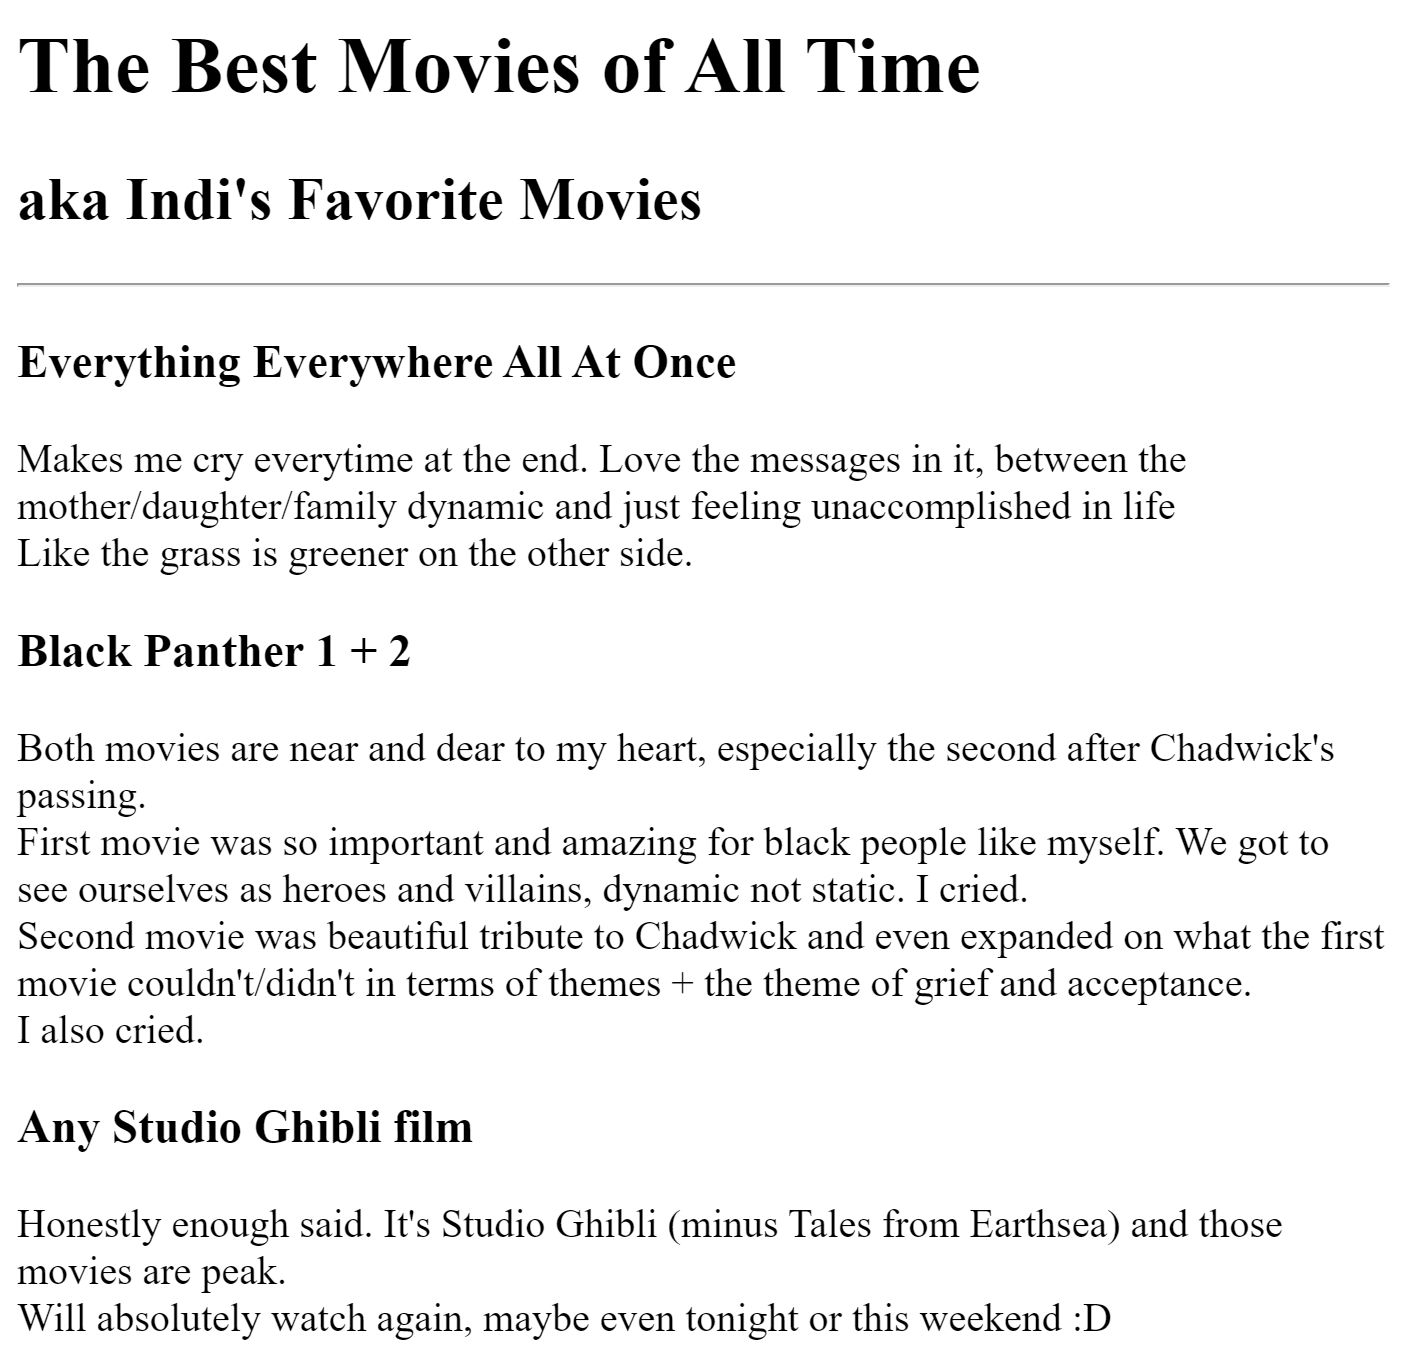 The Best Movies of All Time
aka Indi's Favorite Movies
Everything Everywhere All At Once
Makes me cry everytime at the end. Love the messages in it, between the
mother/daughter/family dynamic and just feeling unaccomplished in life
Like the grass is greener on the other side.
Black Panther 1 + 2
Both movies are near and dear to my heart, especially the second after Chadwick's
passing.
First movie was so important and amazing for black people like myself. We got to
see ourselves as heroes and villains, dynamic not static. I cried.
Second movie was beautiful tribute to Chadwick and even expanded on what the first
movie couldn't/didn't in terms of themes + the theme of grief and acceptance.
I also cried.
Any Studio Ghibli film
Honestly enough said. It's Studio Ghibli (minus Tales from Earthsea) and those
movies are peak.
Will absolutely watch again, maybe even tonight or this weekend :D